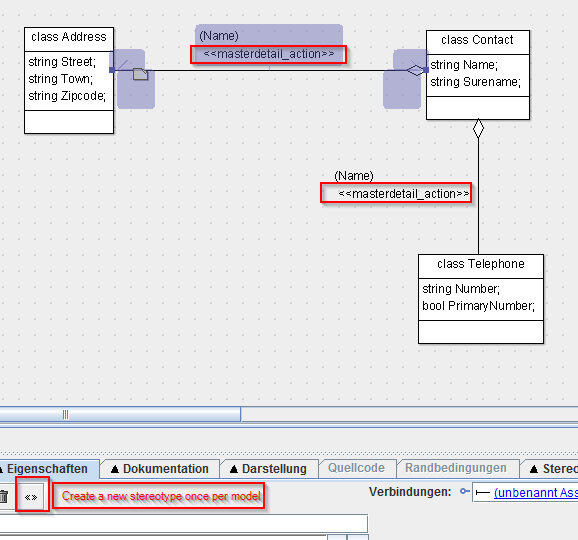 class Address
string Street;
string Town;
string Zipcode;
(Name)
<<masterdetail_action>>
class Contact
string Name;
string Surename;
(Name)
<<masterdetail_action>>
class Telephone
string Number;
bool PrimaryNumber;
▲ Eigenschaften ▲ Dokumentation ▲ Darstellung Quellcode Randbedingungen ▲ Stereo
«» Create a new stereotype once per model
Verbindungen: (unbenannt Ass